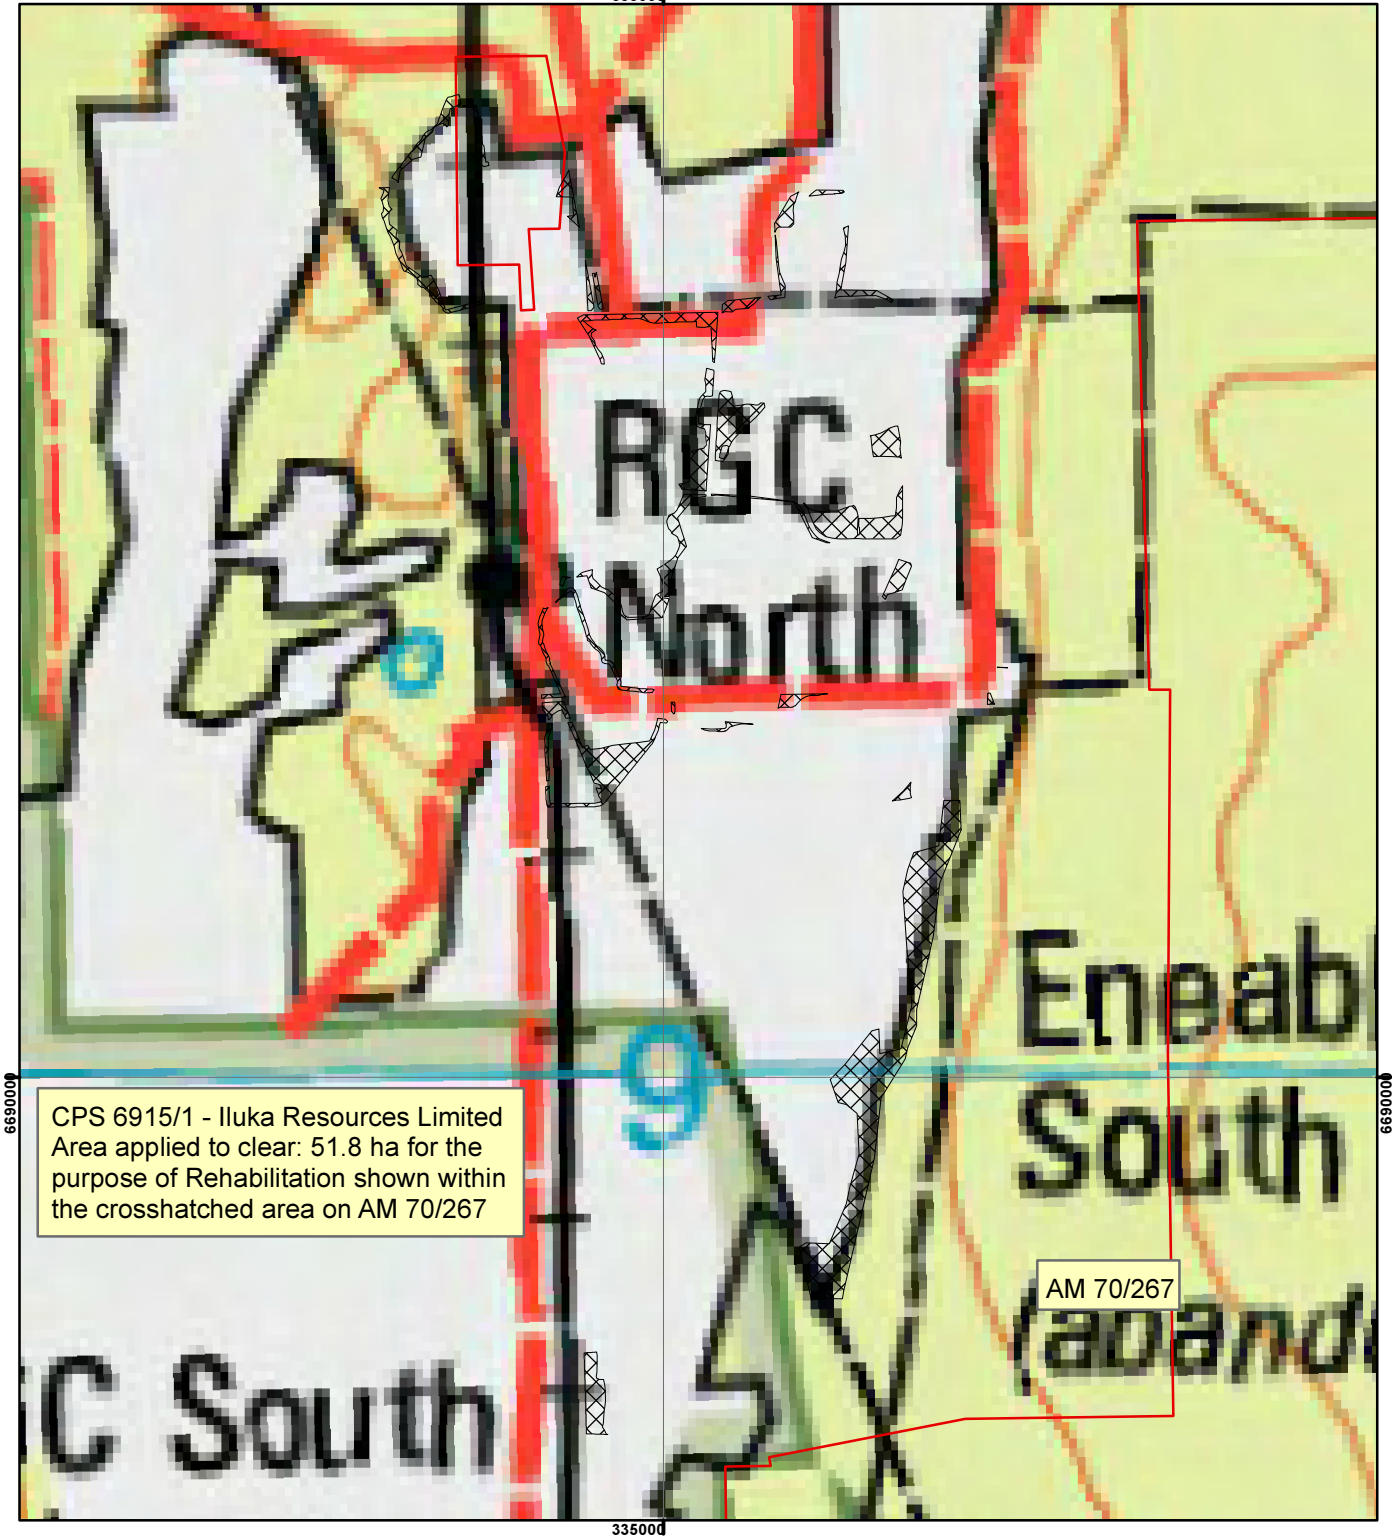 RGC
North
9
Eneab
South
6690000
6690000
CPS 6915/1 - Iluka Resources Limited
Area applied to clear: 51.8 ha for the
purpose of Rehabilitation shown within
the crosshatched area on AM 70/267
AM 70/267
(aband
C South
335000